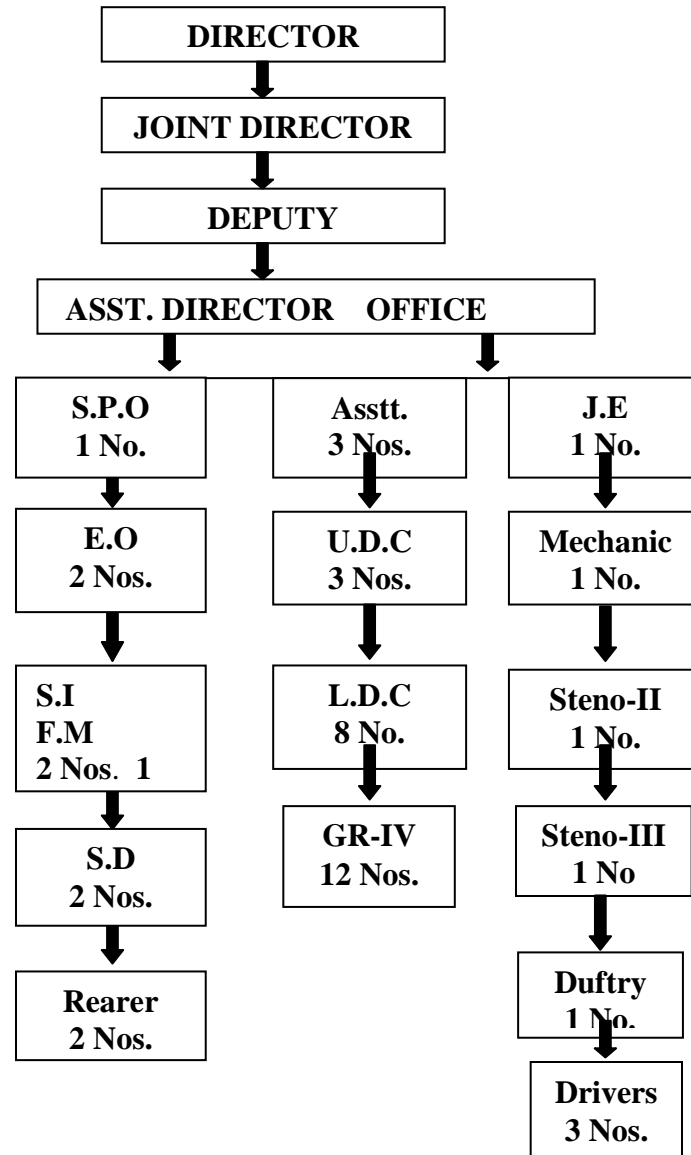 DIRECTOR
JOINT DIRECTOR
DEPUTY
ASST. DIRECTOR OFFICE
S.P.O
1 No.
Asstt.
3 Nos.
J.E
1 No.
E.O
2 Nos.
U.D.C
3 Nos.
Mechanic
1 No.
S.I
F.M
2 Nos. 1
L.D.C
8 No.
Steno-II
1 No.
S.D
2 Nos.
GR-IV
12 Nos.
Steno-III
1 No
Rearer
2 Nos.
Duftry
1 No.
Drivers
3 Nos.